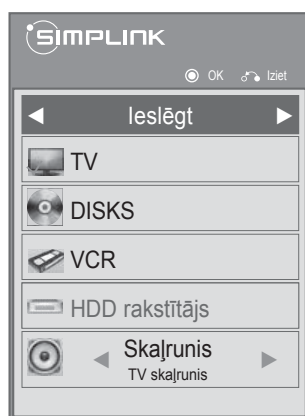 SIMPLINK
OK Iziet
Ieslēgt
TV
DISKS
VCR
HDD rakstītājs
Skaļrunis
TV skaļrunis